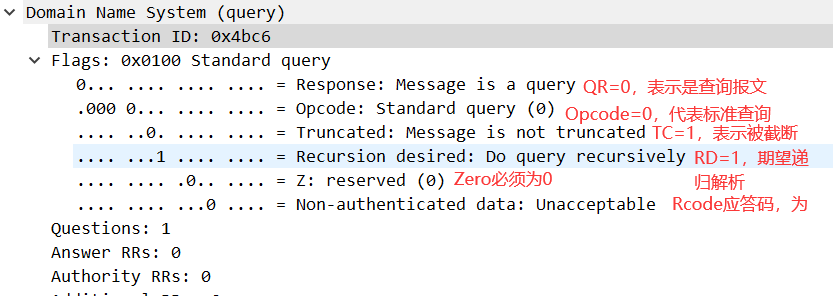 Domain Name System (query)
Transaction ID: 0x4bc6
Flags: 0x0100 Standard query
0... .... .... .... = Response: Message is a query QR=0，表示是查询报文
.000 0... .... .... = Opcode: Standard query (0) Opcode=0，代表标准查询
.... ..0. .... .... = Truncated: Message is not truncated TC=1，表示被截断
.... ...1 .... .... = Recursion desired: Do query recursively RD=1，期望递
归解析
.... .... .0.. .... = Z: reserved (0) Zero必须为0
.... .... ...0 .... = Non-authenticated data: Unacceptable Rcode应答码，为
Questions: 1
Answer RRs: 0
Authority RRs: 0